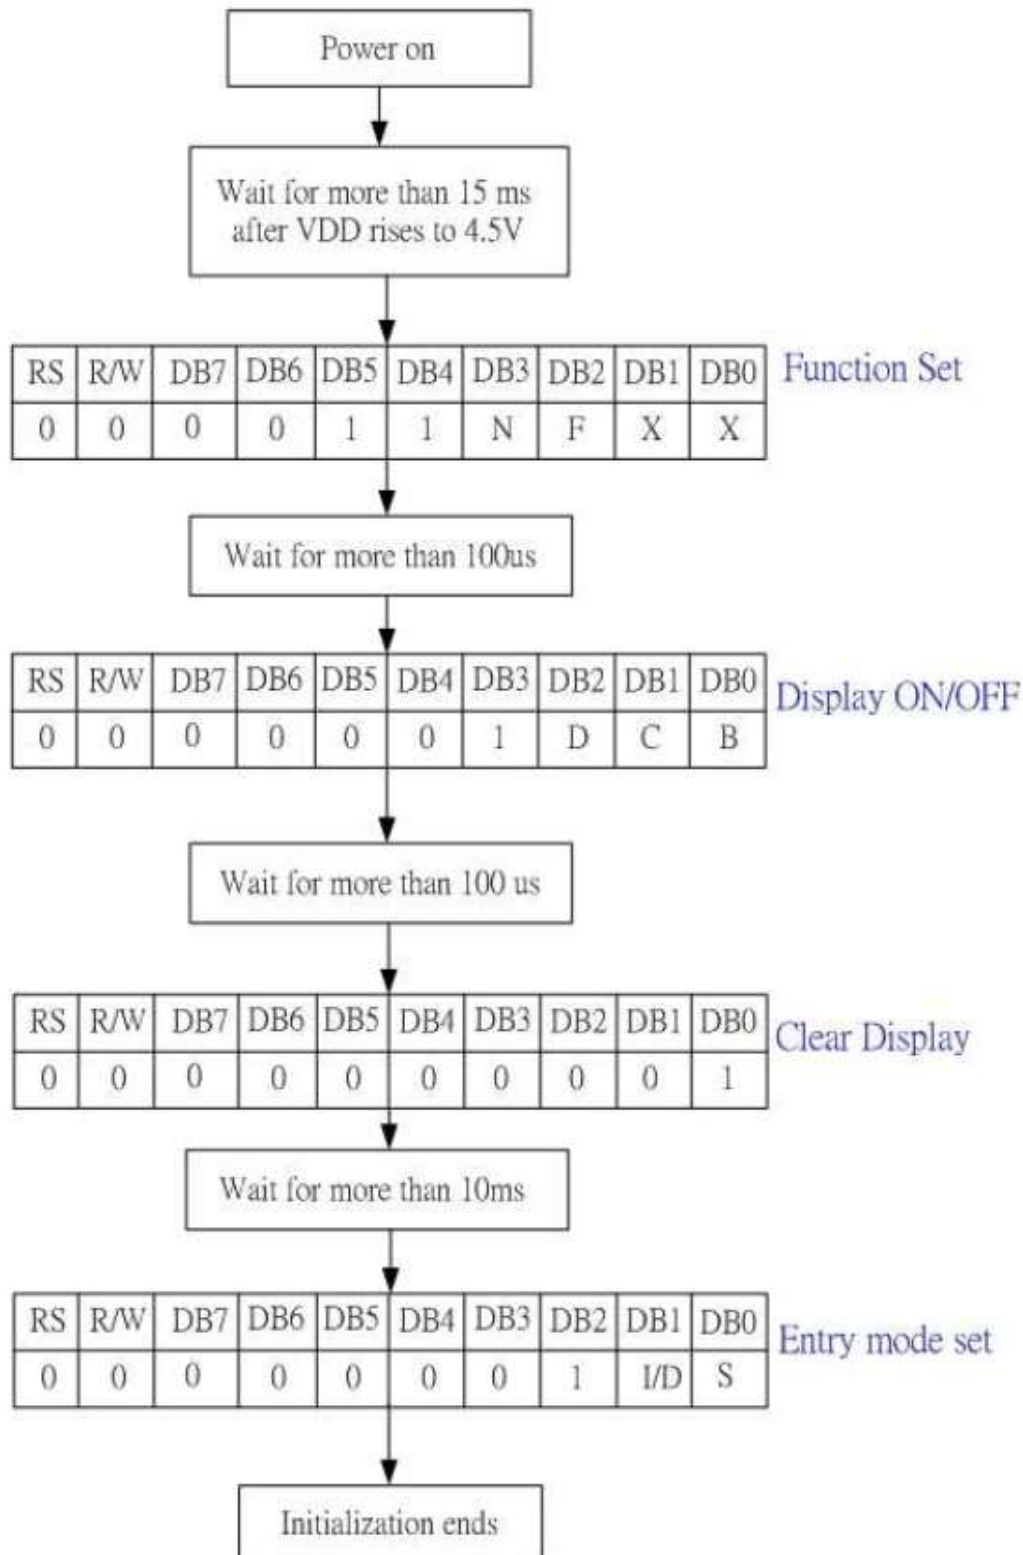 Power on
Wait for more than 15 ms
after VDD rises to 4.5V
RS R/W DB7 DB6 DB5 DB4 DB3 DB2 DB1 DB0 Function Set
0 0 0 0 1 1 N F X X
Wait for more than 100us
RS R/W DB7 DB6 DB5 DB4 DB3 DB2 DB1 DB0 Display ON/OFF
0 0 0 0 0 0 1 D C B
Wait for more than 100 us
RS R/W DB7 DB6 DB5 DB4 DB3 DB2 DB1 DB0 Clear Display
0 0 0 0 0 0 0 0 0 1
Wait for more than 10ms
RS R/W DB7 DB6 DB5 DB4 DB3 DB2 DB1 DB0 Entry mode set
0 0 0 0 0 0 0 1 I/D S
Initialization ends